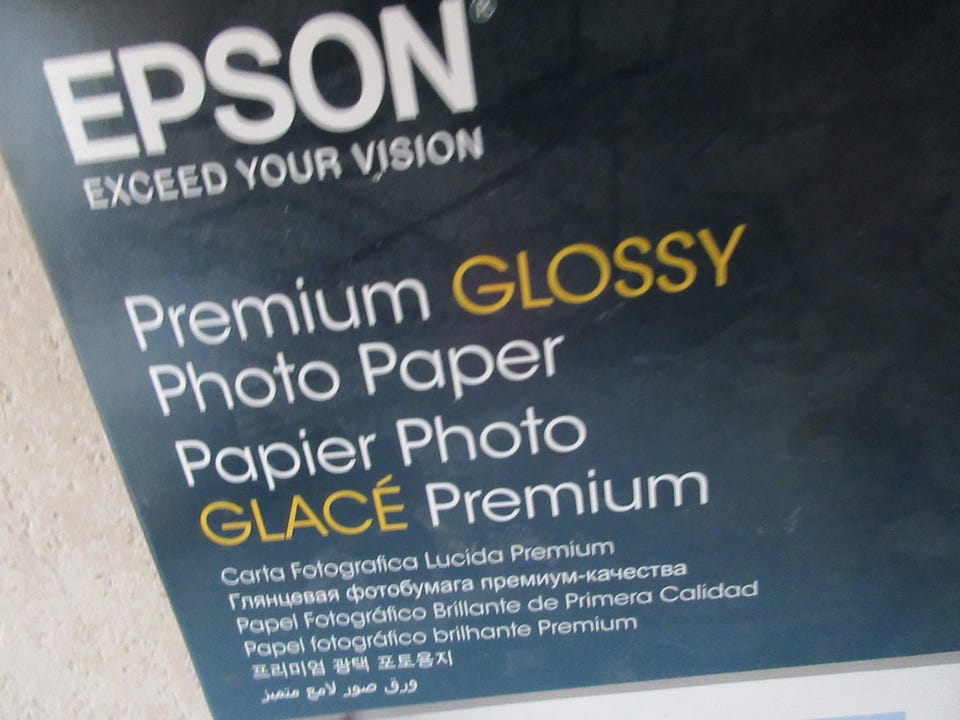 EPSON®
EXCEED YOUR VISION
Premium GLOSSY
Photo Paper
Papier Photo
GLACÉ Premium
Carta Fotografica Lucida Premium
Глянцевая фотобумага премиум-качества
Papel Fotográfico Brillante de Primera Calidad
Papel fotográfico brilhante Premium
프리미엄 광택 포토용지
ورق صور لامع متميز